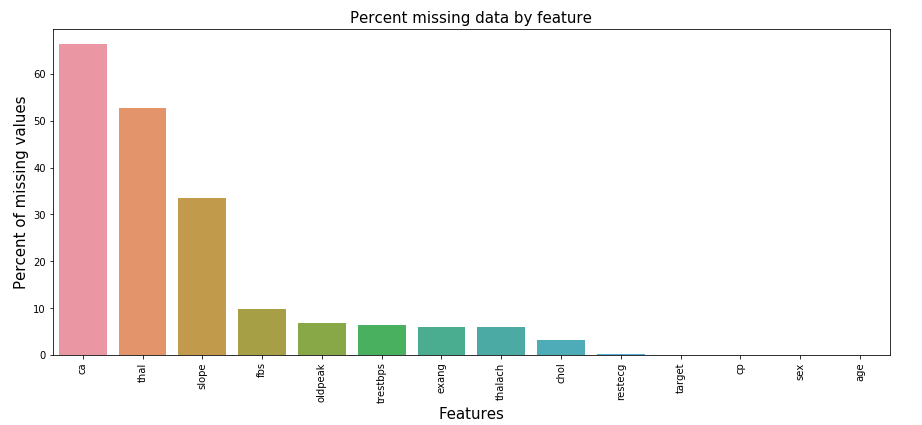 Percent missing data by feature
Percent of missing values
60
50
40
30
20
10
0
ca
thal
slope
fbs
oldpeak
trestbps
exang
thalach
chol
restecg
target
cp
sex
age
Features